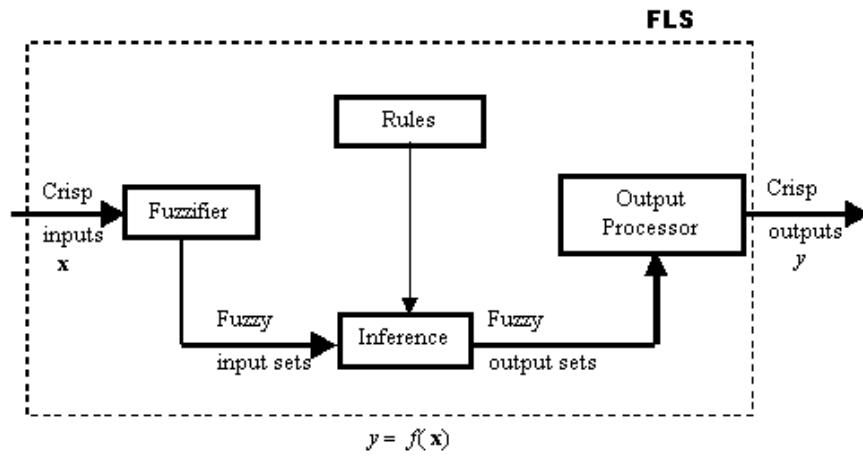 FLS
Rules
Crisp
inputs
x
Fuzzifier
Output
Processor
Crisp
outputs
y
Fuzzy
input sets
Inference
Fuzzy
output sets
y = f(x)